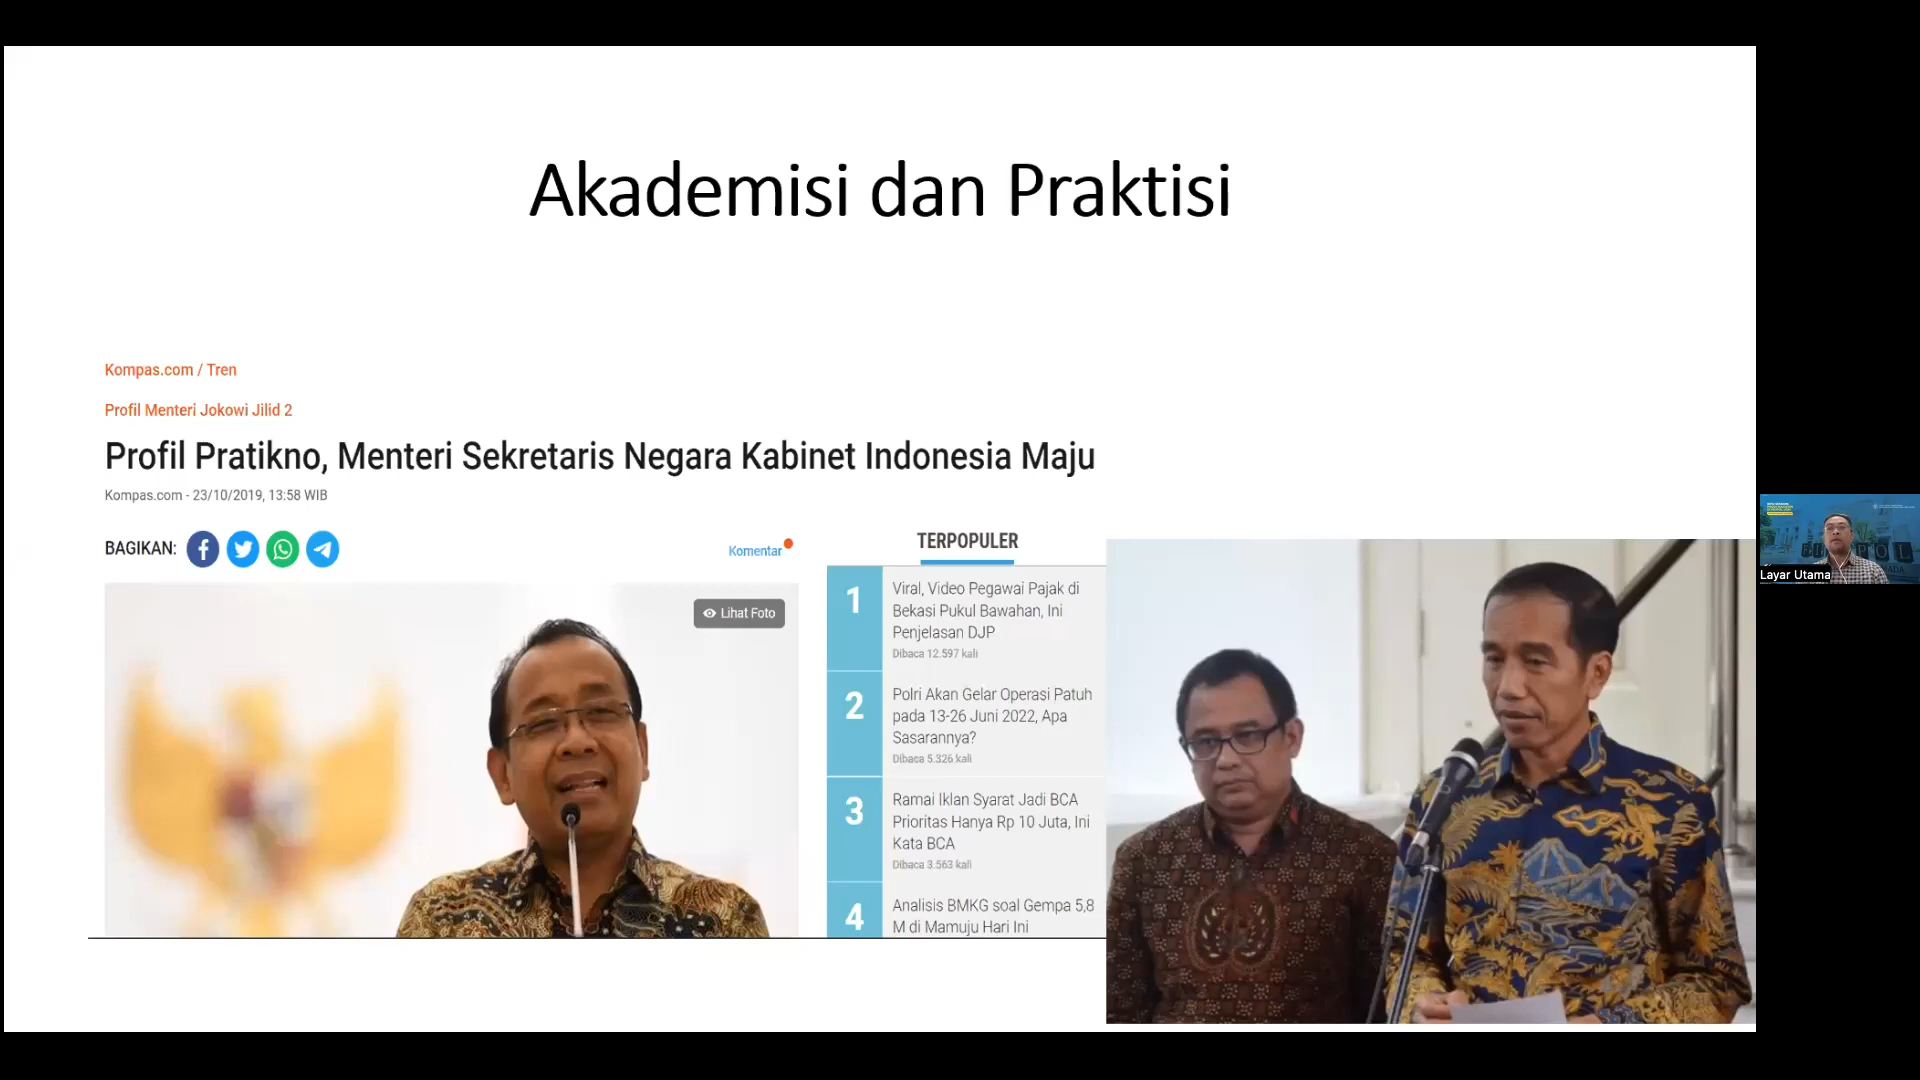 Akademisi dan Praktisi
Kompas.com / Tren
Profil Menteri Jokowi Jilid 2
Profil Pratikno, Menteri Sekretaris Negara Kabinet Indonesia Maju
Kompas.com - 23/10/2019, 13:58 WIB
BAGIKAN:
Komentar
Lihat Foto
TERPOPULER
1
Viral, Video Pegawai Pajak di
Bekasi Pukul Bawahan, Ini
Penjelasan DJP
Dibaca 12.597 kali
2
Polri Akan Gelar Operasi Patuh
pada 13-26 Juni 2022, Apa
Sasarannya?
Dibaca 5.326 kali
3
Ramai Iklan Syarat Jadi BCA
Prioritas Hanya Rp 10 Juta, Ini
Kata BCA
Dibaca 3.563 kali
4
Analisis BMKG soal Gempa 5,8
M di Mamuju Hari Ini
Layar Utama